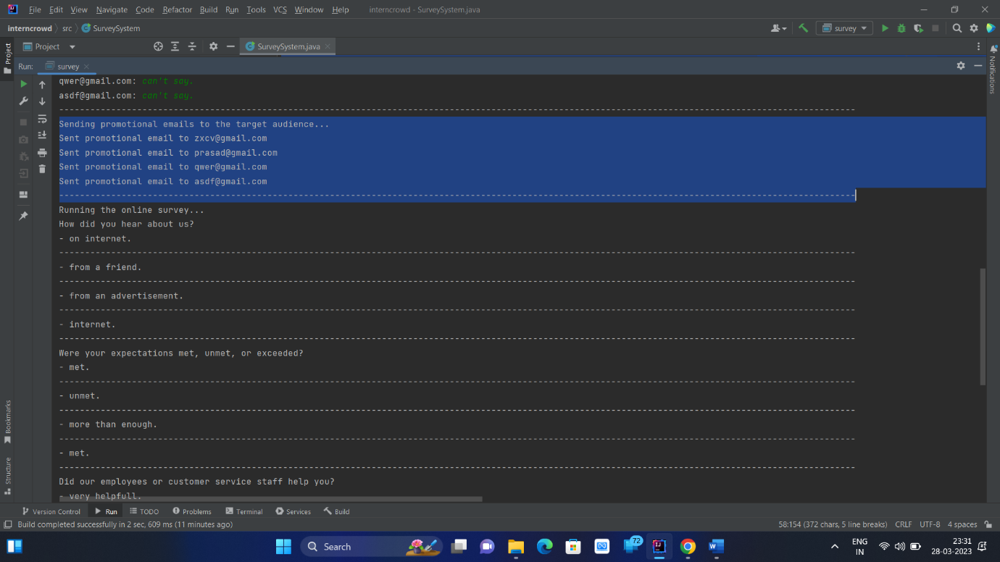 File Edit View Navigate Code Refactor Build Run Tools VCS Window Help interncrowd - SurveySystem.java
interncrowd src SurveySystem survey
Project Project SurveySystem.java
Run: survey
Notifications
qwer@gmail.com: can't say.
asdf@gmail.com: can't say.
--------------------------------------------------------------------------------------------------------------------------------------------------------
Sending promotional emails to the target audience...
Sent promotional email to zxcv@gmail.com
Sent promotional email to prasad@gmail.com
Sent promotional email to qwer@gmail.com
Sent promotional email to asdf@gmail.com
--------------------------------------------------------------------------------------------------------------------------------------------------------
Running the online survey...
How did you hear about us?
- on internet.
--------------------------------------------------------------------------------------------------------------------------------------------------------
- from a friend.
--------------------------------------------------------------------------------------------------------------------------------------------------------
- from an advertisement.
--------------------------------------------------------------------------------------------------------------------------------------------------------
- internet.
--------------------------------------------------------------------------------------------------------------------------------------------------------
Were your expectations met, unmet, or exceeded?
- met.
--------------------------------------------------------------------------------------------------------------------------------------------------------
- unmet.
--------------------------------------------------------------------------------------------------------------------------------------------------------
- more than enough.
--------------------------------------------------------------------------------------------------------------------------------------------------------
- met.
--------------------------------------------------------------------------------------------------------------------------------------------------------
Did our employees or customer service staff help you?
- very helpfull.
Bookmarks
Structure
Version Control Run TODO Problems Terminal Services Build
Build completed successfully in 2 sec, 609 ms (11 minutes ago) 58:154 (372 chars, 5 line breaks) CRLF UTF-8 4 spaces
Search 72 ENG 23:31
IN 28-03-2023